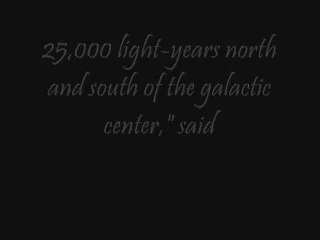 25,000 light-years north
and south of the galactic
center," said